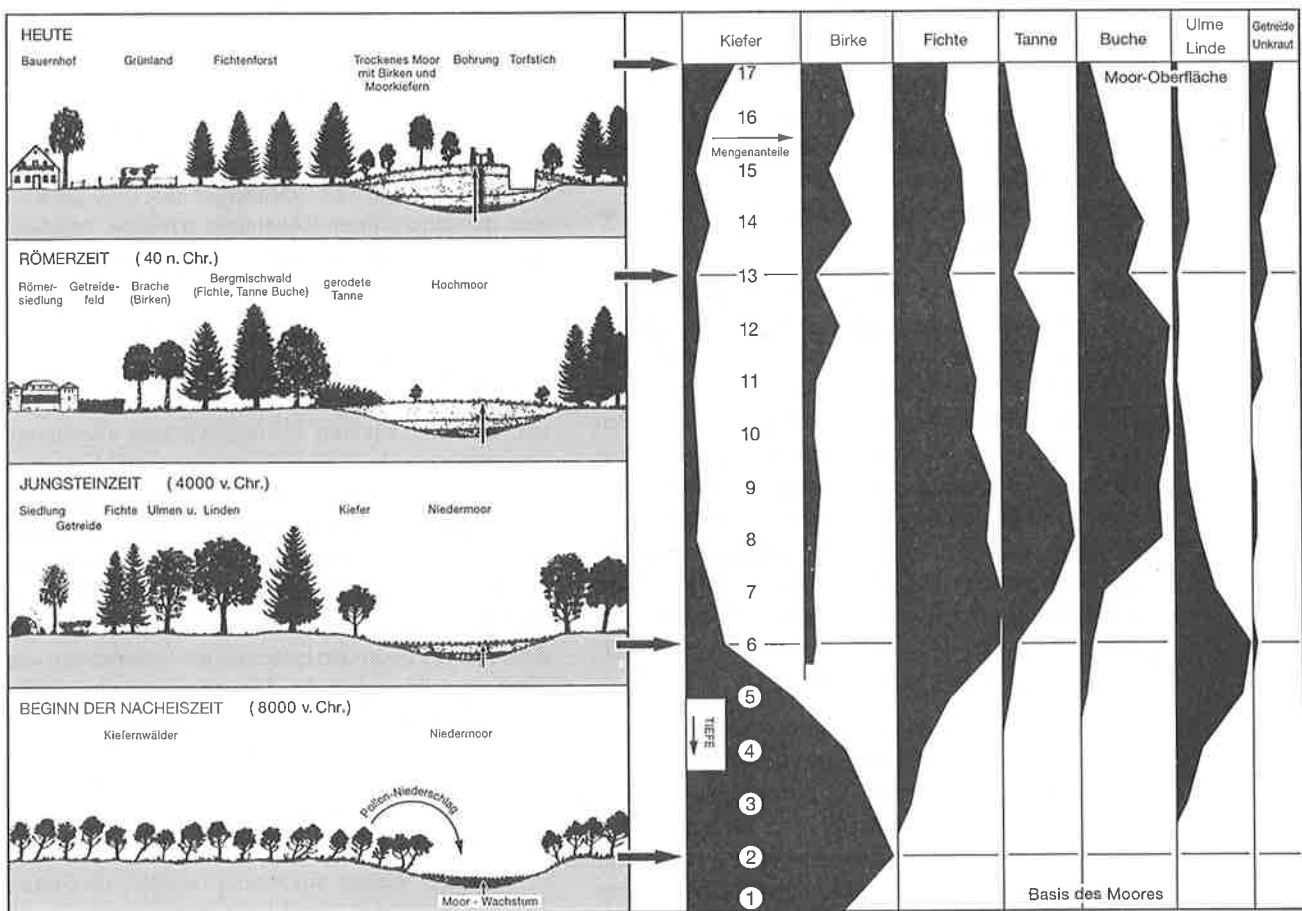 HEUTE
Bauernhof Grünland Fichtenforst Trockenes Moor Bohrung Torfstich
mit Birken und
Moorkiefern
RÖMERZEIT (40 n. Chr.)
Römer- Getreide- Brache Bergmischwald gerodete Hochmoor
siedlung feld (Birken) (Fichte, Tanne Buche) Tanne
JUNGSTEINZEIT (4000 v. Chr.)
Siedlung Fichte Ulmen u. Linden Kiefer Niedermoor
Getreide
BEGINN DER NACHEISZEIT (8000 v. Chr.)
Kiefernwälder Niedermoor
Pollen-Niederschlag
Moor - Wachstum
Kiefer Birke Fichte Tanne Buche Ulme Linde Getreide Unkraut
17 Moor-Oberfläche
16
Mengenanteile
15
14
13
12
11
10
9
8
7
6
5
TIEFE
4
3
2
1
Basis des Moores